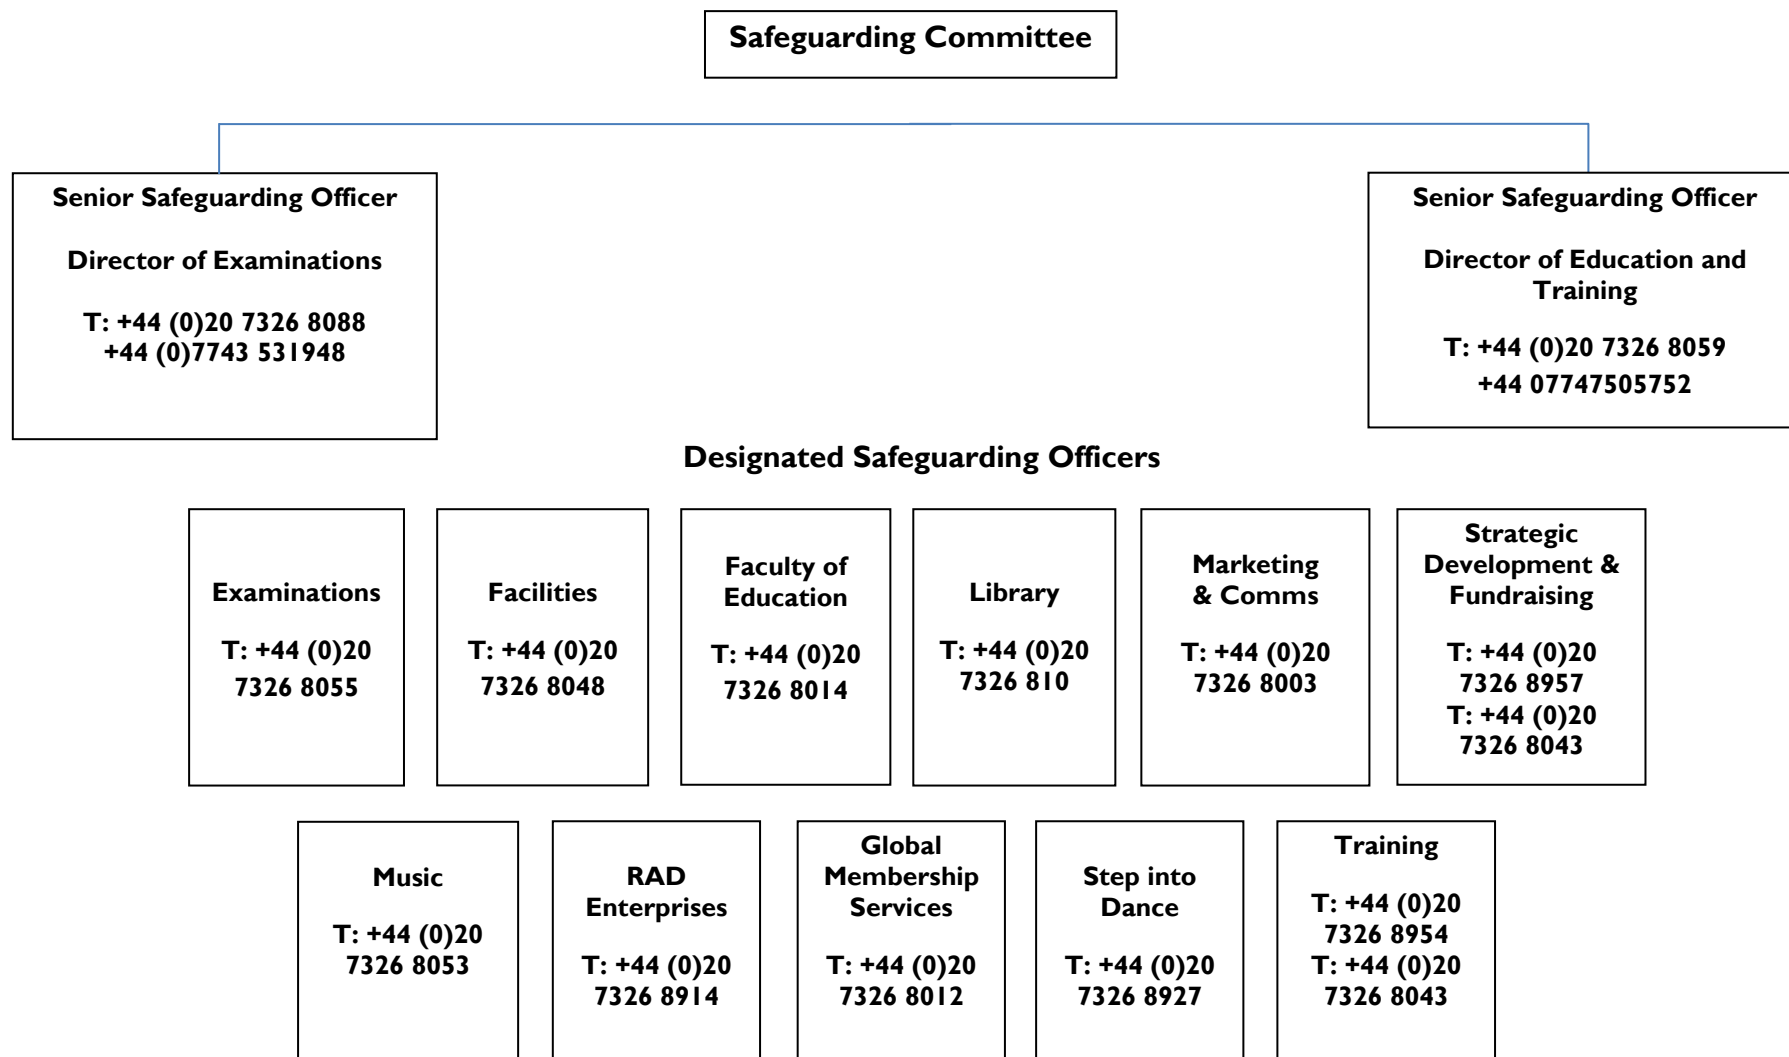 Safeguarding Committee
Senior Safeguarding Officer
Director of Examinations
T: +44 (0)20 7326 8088
+44 (0)7743 531948
Senior Safeguarding Officer
Director of Education and
Training
T: +44 (0)20 7326 8059
+44 07747505752
Designated Safeguarding Officers
Examinations
T: +44 (0)20
7326 8055
Facilities
T: +44 (0)20
7326 8048
Faculty of
Education
T: +44 (0)20
7326 8014
Library
T: +44 (0)20
7326 810
Marketing
& Comms
T: +44 (0)20
7326 8003
Strategic
Development &
Fundraising
T: +44 (0)20
7326 8957
T: +44 (0)20
7326 8043
Music
T: +44 (0)20
7326 8053
RAD
Enterprises
T: +44 (0)20
7326 8914
Global
Membership
Services
T: +44 (0)20
7326 8012
Step into
Dance
T: +44 (0)20
7326 8927
Training
T: +44 (0)20
7326 8954
T: +44 (0)20
7326 8043